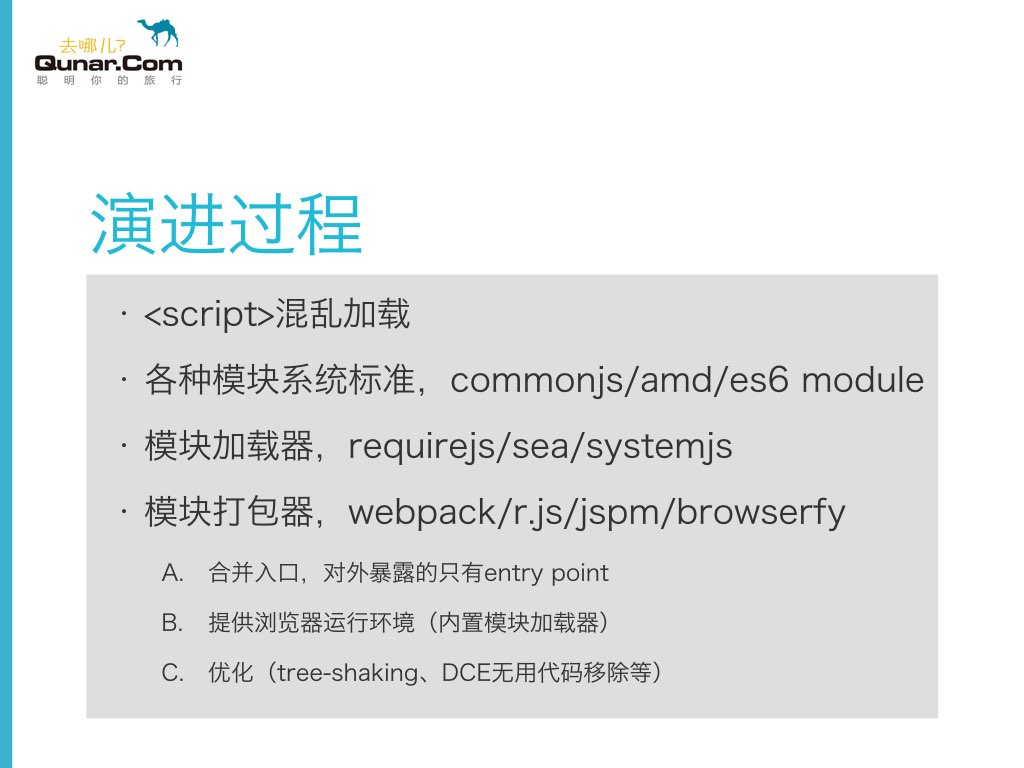 去哪儿?
Qunar.Com
聪明你的旅行
演进过程
· <script>混乱加载
· 各种模块系统标准，commonjs/amd/es6 module
· 模块加载器，requirejs/sea/systemjs
· 模块打包器，webpack/r.js/jspm/browserfy
A. 合并入口，对外暴露的只有entry point
B. 提供浏览器运行环境（内置模块加载器）
C. 优化（tree-shaking、DCE无用代码移除等）